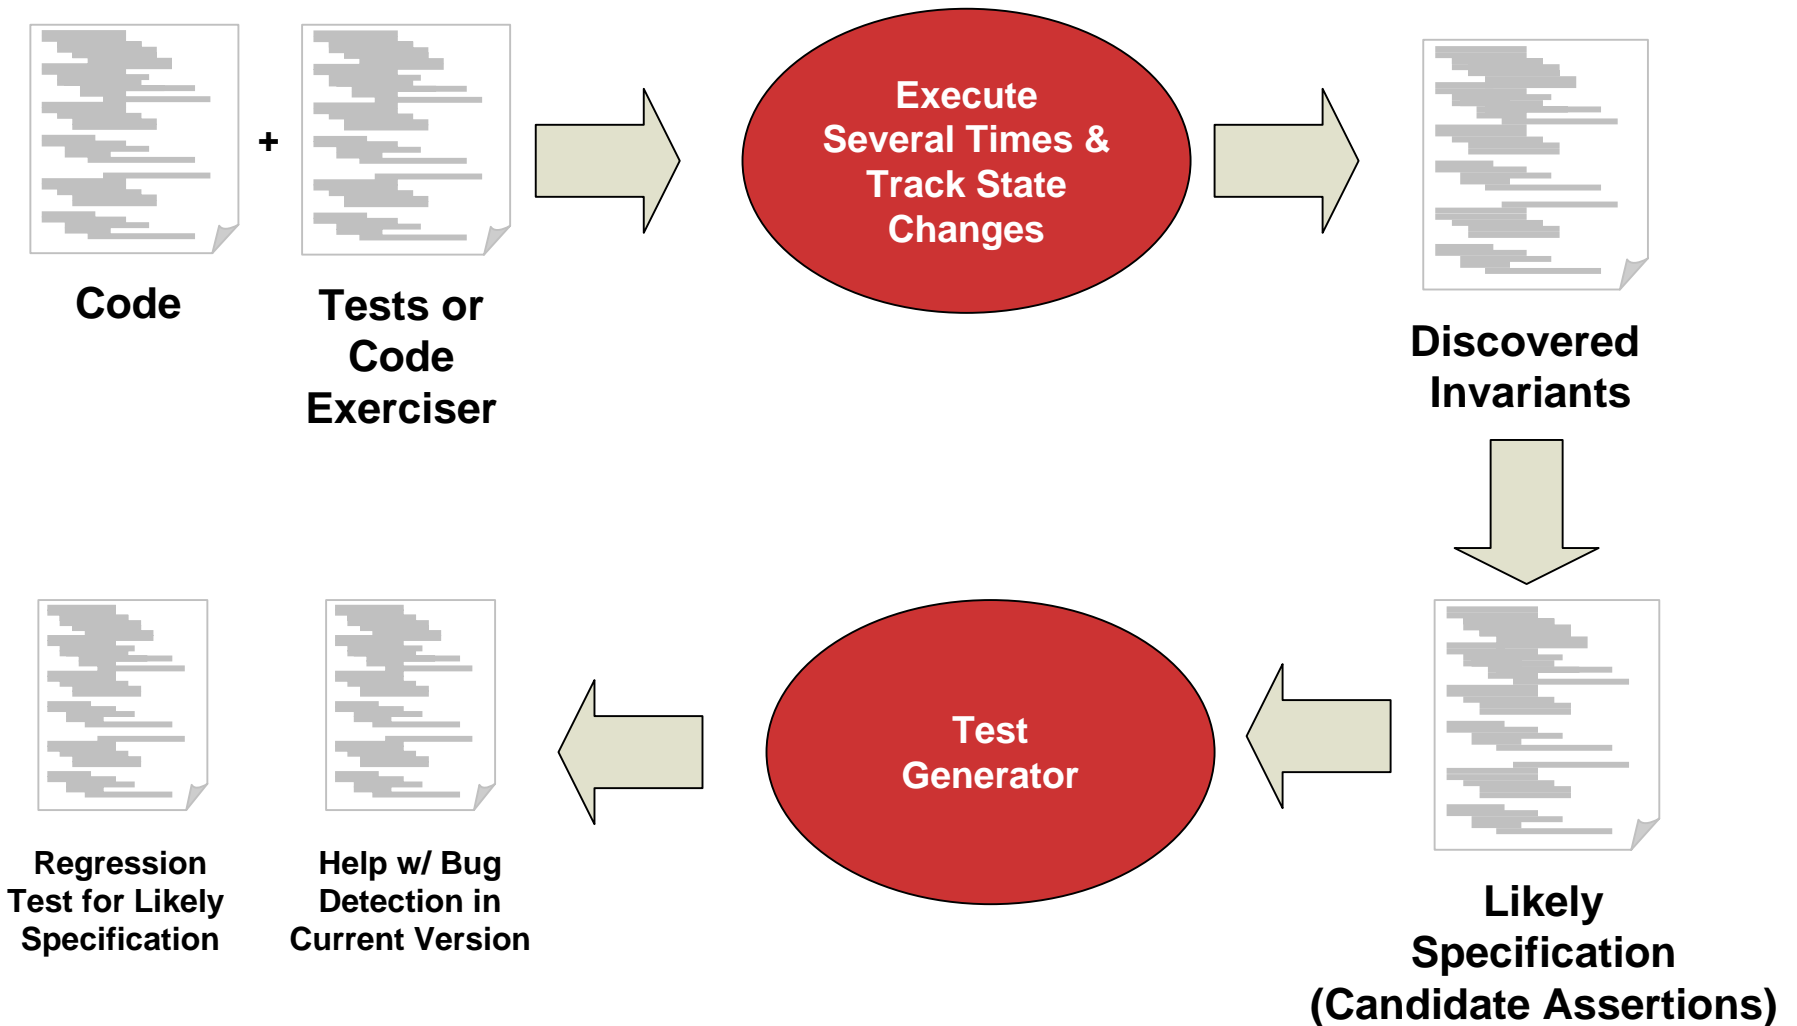 Code
+
Tests or
Code
Exerciser
Execute
Several Times &
Track State
Changes
Discovered
Invariants
Likely
Specification
(Candidate Assertions)
Test
Generator
Help w/ Bug
Detection in
Current Version
Regression
Test for Likely
Specification